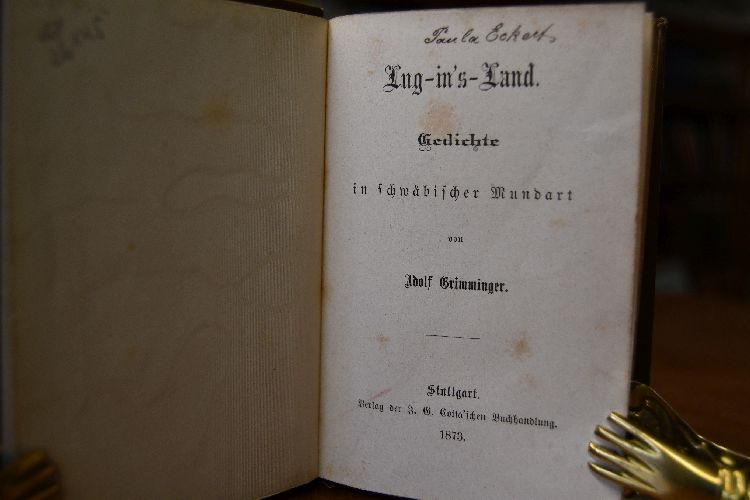 Paula Eckert,
Lug-in's-Land.
Gedichte
in schwäbischer Mundart
von
Adolf Grimminger.
Stuttgart.
Verlag der J. G. Cotta'schen Buchhandlung.
1873.